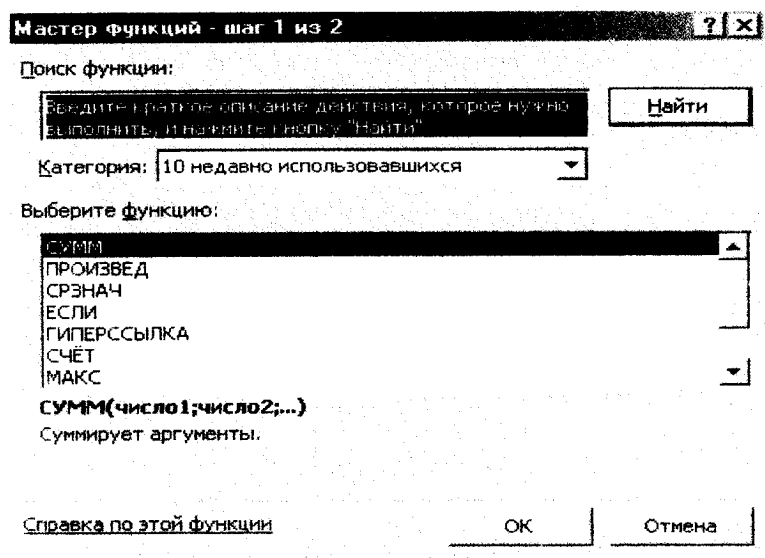 Мастер функций - шаг 1 из 2 ? ×
Поиск функции:
Введите краткое описание действия, которое нужно
выполнить, и нажмите кнопку "Найти"
Найти
Категория: 10 недавно использовавшихся
Выберите функцию:
СУММ
ПРОИЗВЕД
СРЗНАЧ
ЕСЛИ
ГИПЕРССЫЛКА
СЧЁТ
МАКС
СУММ(число1;число2;...)
Суммирует аргументы.
Справка по этой функции
ОК
Отмена